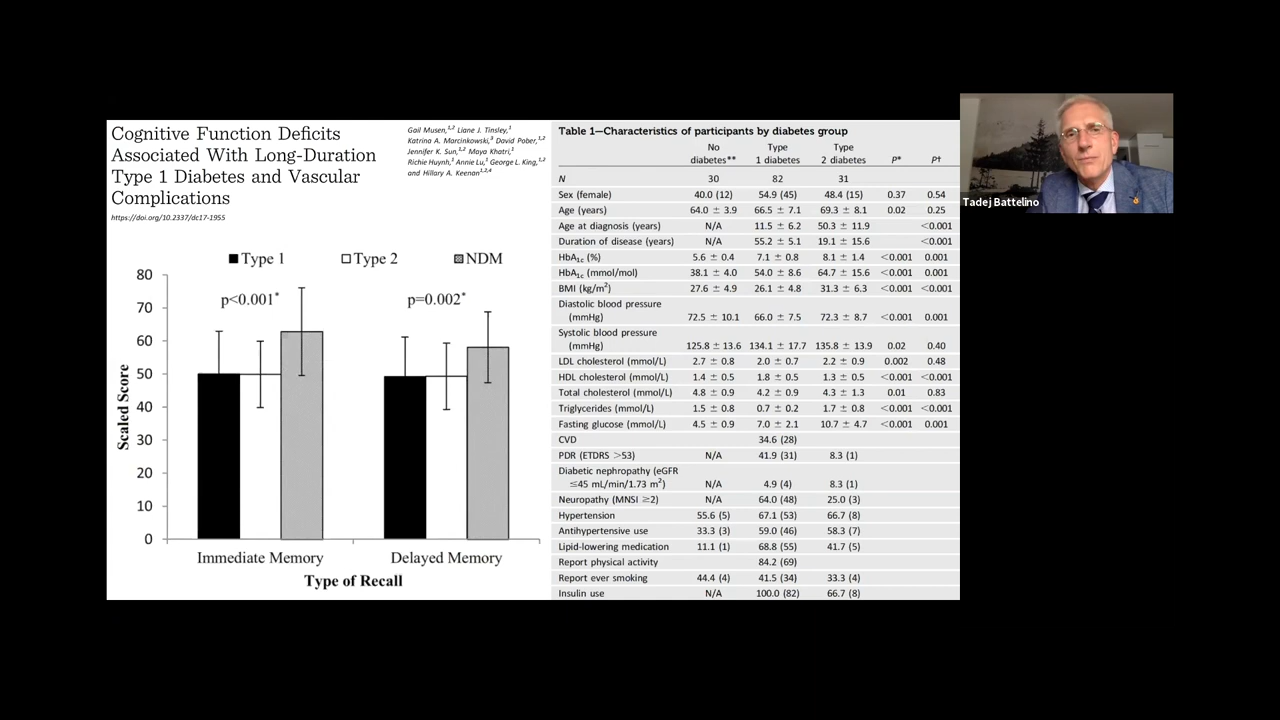 Cognitive Function Deficits
Associated With Long-Duration
Type 1 Diabetes and Vascular
Complications
https://doi.org/10.2337/dc17-1955
Gail Musen,1,2 Liane J. Tinsley,1
Katrina A. Marcinkowski,3 David Pober,1,2
Jennifer K. Sun,1,2 Maya Khatri,1
Richie Huynh,1 Annie Lu,1 George L. King,1,2
and Hillary A. Keenan1,2,4
Type 1 Type 2 NDM
80
70
60
50
40
30
20
10
0
Scaled Score
p<0.001*
p=0.002*
Immediate Memory Delayed Memory
Type of Recall
Table 1—Characteristics of participants by diabetes group
No diabetes** Type 1 diabetes Type 2 diabetes P* P†
N 30 82 31
Sex (female) 40.0 (12) 54.9 (45) 48.4 (15) 0.37 0.54
Age (years) 64.0 ± 3.9 66.5 ± 7.1 69.3 ± 8.1 0.02 0.25
Age at diagnosis (years) N/A 11.5 ± 6.2 50.3 ± 11.9 <0.001
Duration of disease (years) N/A 55.2 ± 5.1 19.1 ± 15.6 <0.001
HbA1c (%) 5.6 ± 0.4 7.1 ± 0.8 8.1 ± 1.4 <0.001 0.001
HbA1c (mmol/mol) 38.1 ± 4.0 54.0 ± 8.6 64.7 ± 15.6 <0.001 0.001
BMI (kg/m2) 27.6 ± 4.9 26.1 ± 4.8 31.3 ± 6.3 <0.001 <0.001
Diastolic blood pressure
(mmHg) 72.5 ± 10.1 66.0 ± 7.5 72.3 ± 8.7 <0.001 0.001
Systolic blood pressure
(mmHg) 125.8 ± 13.6 134.1 ± 17.7 135.8 ± 13.9 0.02 0.40
LDL cholesterol (mmol/L) 2.7 ± 0.8 2.0 ± 0.7 2.2 ± 0.9 0.002 0.48
HDL cholesterol (mmol/L) 1.4 ± 0.5 1.8 ± 0.5 1.3 ± 0.5 <0.001 <0.001
Total cholesterol (mmol/L) 4.8 ± 0.9 4.2 ± 0.9 4.3 ± 1.3 0.01 0.83
Triglycerides (mmol/L) 1.5 ± 0.8 0.7 ± 0.2 1.7 ± 0.8 <0.001 <0.001
Fasting glucose (mmol/L) 4.5 ± 0.9 7.0 ± 2.1 10.7 ± 4.7 <0.001 0.001
CVD 34.6 (28)
PDR (ETDRS >53) N/A 41.9 (31) 8.3 (1)
Diabetic nephropathy (eGFR
≤45 mL/min/1.73 m2) N/A 4.9 (4) 8.3 (1)
Neuropathy (MNSI ≥2) N/A 64.0 (48) 25.0 (3)
Hypertension 55.6 (5) 67.1 (53) 66.7 (8)
Antihypertensive use 33.3 (3) 59.0 (46) 58.3 (7)
Lipid-lowering medication 11.1 (1) 68.8 (55) 41.7 (5)
Report physical activity 84.2 (69)
Report ever smoking 44.4 (4) 41.5 (34) 33.3 (4)
Insulin use N/A 100.0 (82) 66.7 (8)
Tadej Battelino